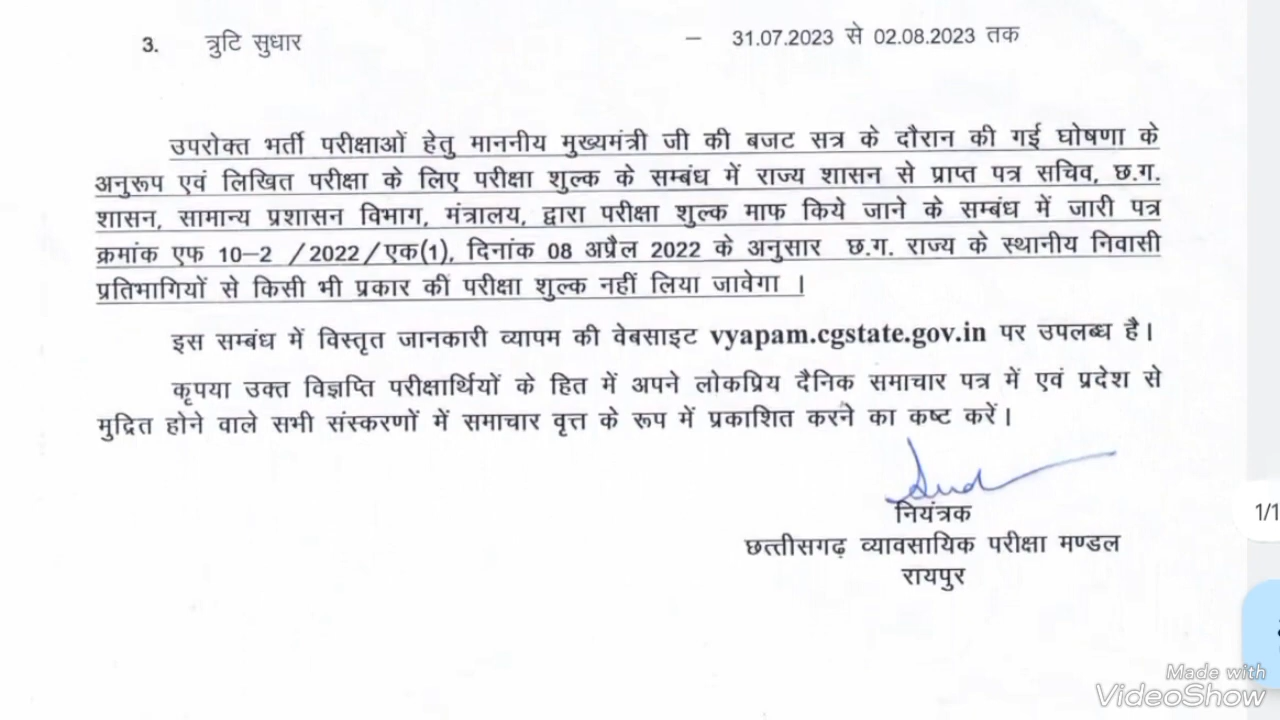 3. त्रुटि सुधार – 31.07.2023 से 02.08.2023 तक
उपरोक्त भर्ती परीक्षाओं हेतु माननीय मुख्यमंत्री जी की बजट सत्र के दौरान की गई घोषणा के
अनुरूप एवं लिखित परीक्षा के लिए परीक्षा शुल्क के सम्बंध में राज्य शासन से प्राप्त पत्र सचिव, छ.ग.
शासन, सामान्य प्रशासन विभाग, मंत्रालय, द्वारा परीक्षा शुल्क माफ किये जाने के सम्बंध में जारी पत्र
क्रमांक एफ 10–2 /2022/एक(1), दिनांक 08 अप्रैल 2022 के अनुसार छ.ग. राज्य के स्थानीय निवासी
प्रतिभागियों से किसी भी प्रकार की परीक्षा शुल्क नहीं लिया जावेगा ।
इस सम्बंध में विस्तृत जानकारी व्यापम की वेबसाइट vyapam.cgstate.gov.in पर उपलब्ध है।
कृपया उक्त विज्ञप्ति परीक्षार्थियों के हित में अपने लोकप्रिय दैनिक समाचार पत्र में एवं प्रदेश से
मुद्रित होने वाले सभी संस्करणों में समाचार वृत्त के रूप में प्रकाशित करने का कष्ट करें।
नियंत्रक
छत्तीसगढ़ व्यावसायिक परीक्षा मण्डल
रायपुर
1/1
Made with
VideoShow